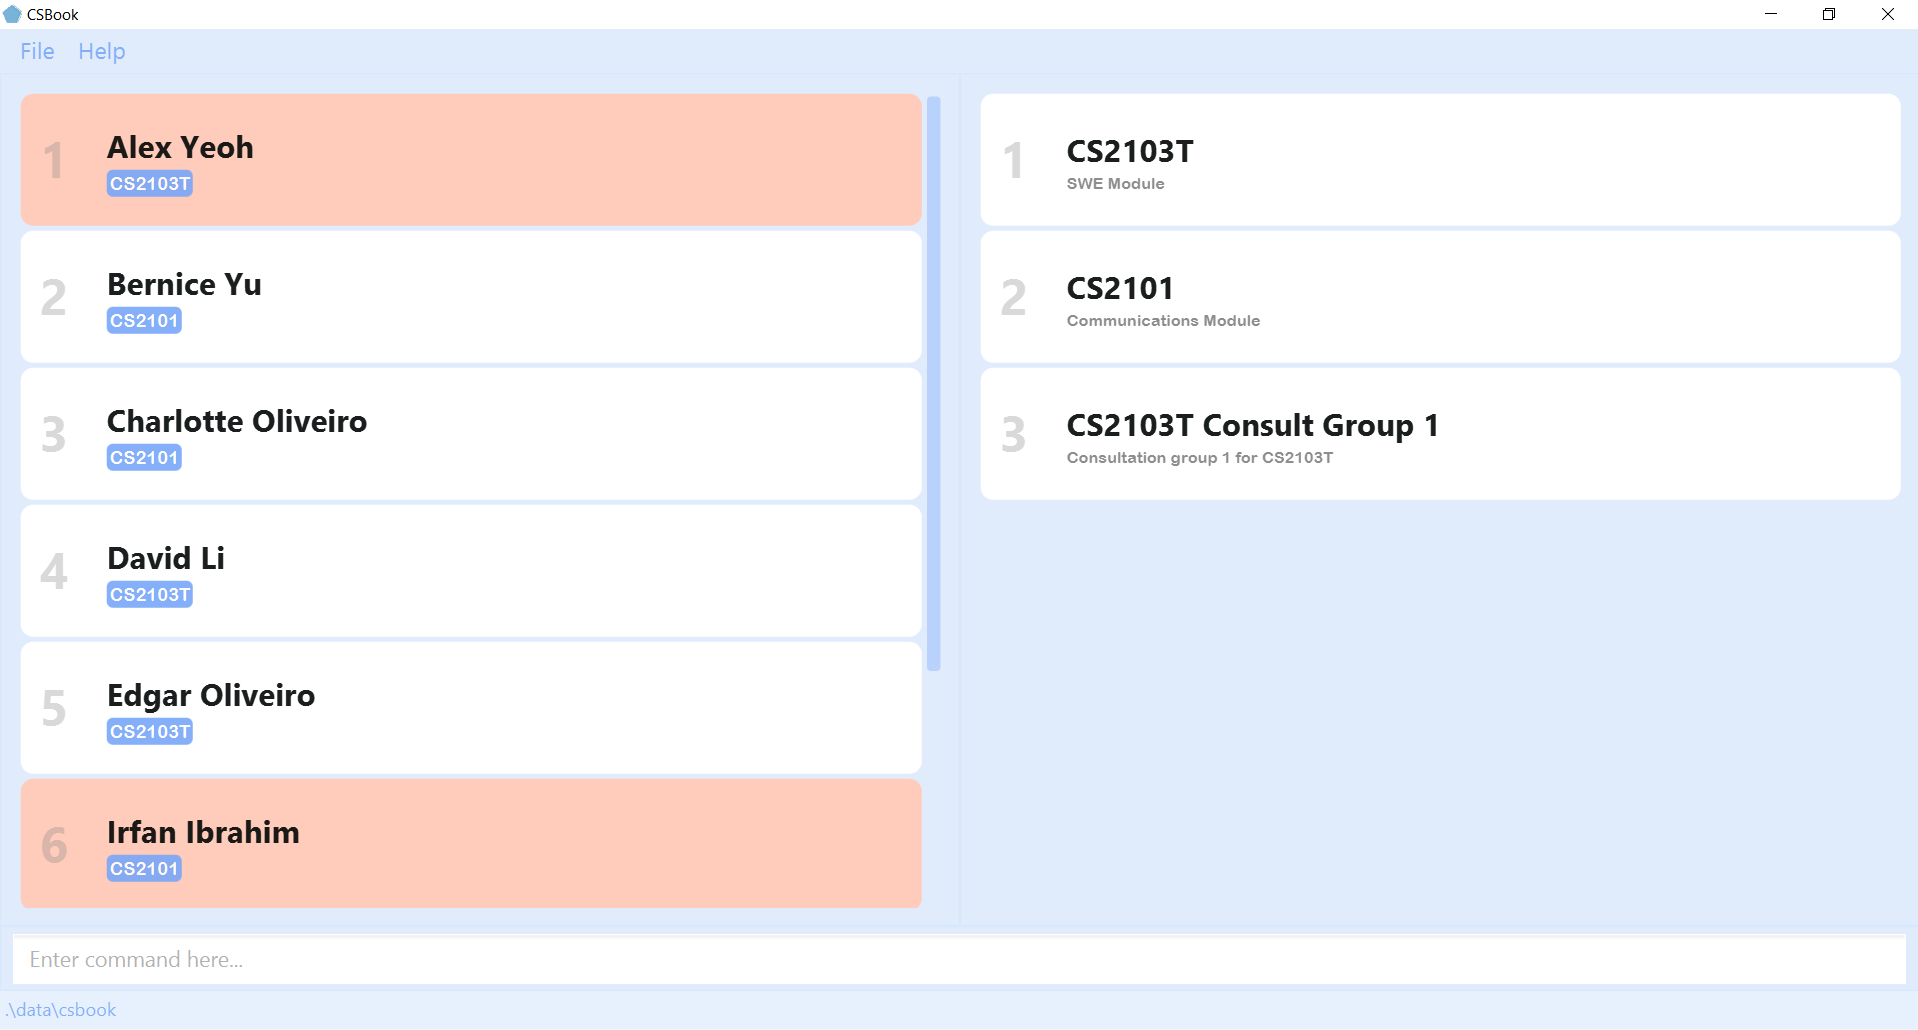 CSBook
File Help
1
Alex Yeoh
CS2103T
2
Bernice Yu
CS2101
3
Charlotte Oliveiro
CS2101
4
David Li
CS2103T
5
Edgar Oliveiro
CS2103T
6
Irfan Ibrahim
CS2101
1
CS2103T
SWE Module
2
CS2101
Communications Module
3
CS2103T Consult Group 1
Consultation group 1 for CS2103T
Enter command here...
.\data\csbook